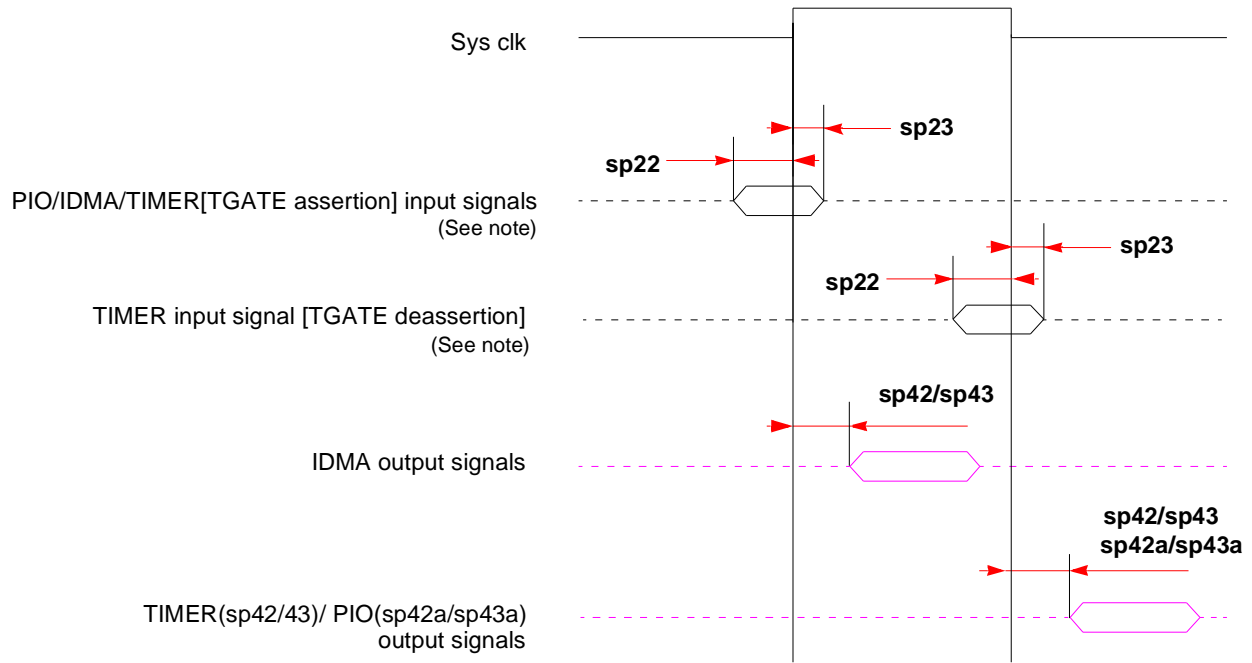 Sys clk
sp23
sp22
PIO/IDMA/TIMER[TGATE assertion] input signals
(See note)
sp23
sp22
TIMER input signal [TGATE deassertion]
(See note)
sp42/sp43
IDMA output signals
sp42/sp43
sp42a/sp43a
TIMER(sp42/43)/ PIO(sp42a/sp43a)
output signals